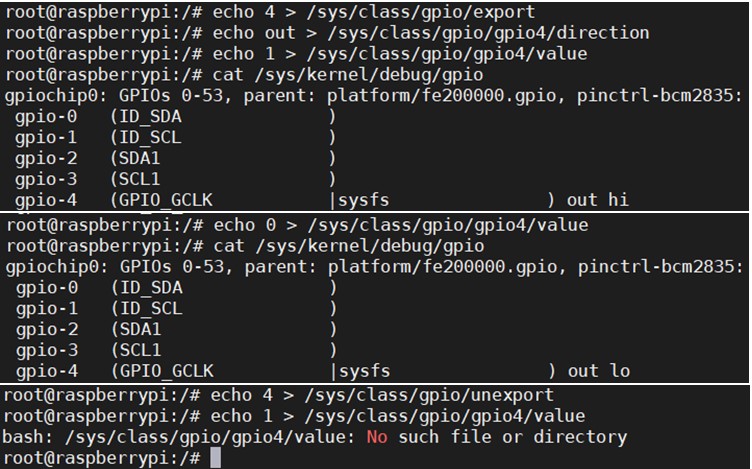 root@raspberrypi:/# echo 4 > /sys/class/gpio/export
root@raspberrypi:/# echo out > /sys/class/gpio/gpio4/direction
root@raspberrypi:/# echo 1 > /sys/class/gpio/gpio4/value
root@raspberrypi:/# cat /sys/kernel/debug/gpio
gpiochip0: GPIOs 0-53, parent: platform/fe200000.gpio, pinctrl-bcm2835:
 gpio-0   (ID_SDA              )
 gpio-1   (ID_SCL              )
 gpio-2   (SDA1                )
 gpio-3   (SCL1                )
 gpio-4   (GPIO_GCLK           |sysfs               ) out hi
root@raspberrypi:/# echo 0 > /sys/class/gpio/gpio4/value
root@raspberrypi:/# cat /sys/kernel/debug/gpio
gpiochip0: GPIOs 0-53, parent: platform/fe200000.gpio, pinctrl-bcm2835:
 gpio-0   (ID_SDA              )
 gpio-1   (ID_SCL              )
 gpio-2   (SDA1                )
 gpio-3   (SCL1                )
 gpio-4   (GPIO_GCLK           |sysfs               ) out lo
root@raspberrypi:/# echo 4 > /sys/class/gpio/unexport
root@raspberrypi:/# echo 1 > /sys/class/gpio/gpio4/value
bash: /sys/class/gpio/gpio4/value: No such file or directory
root@raspberrypi:/#